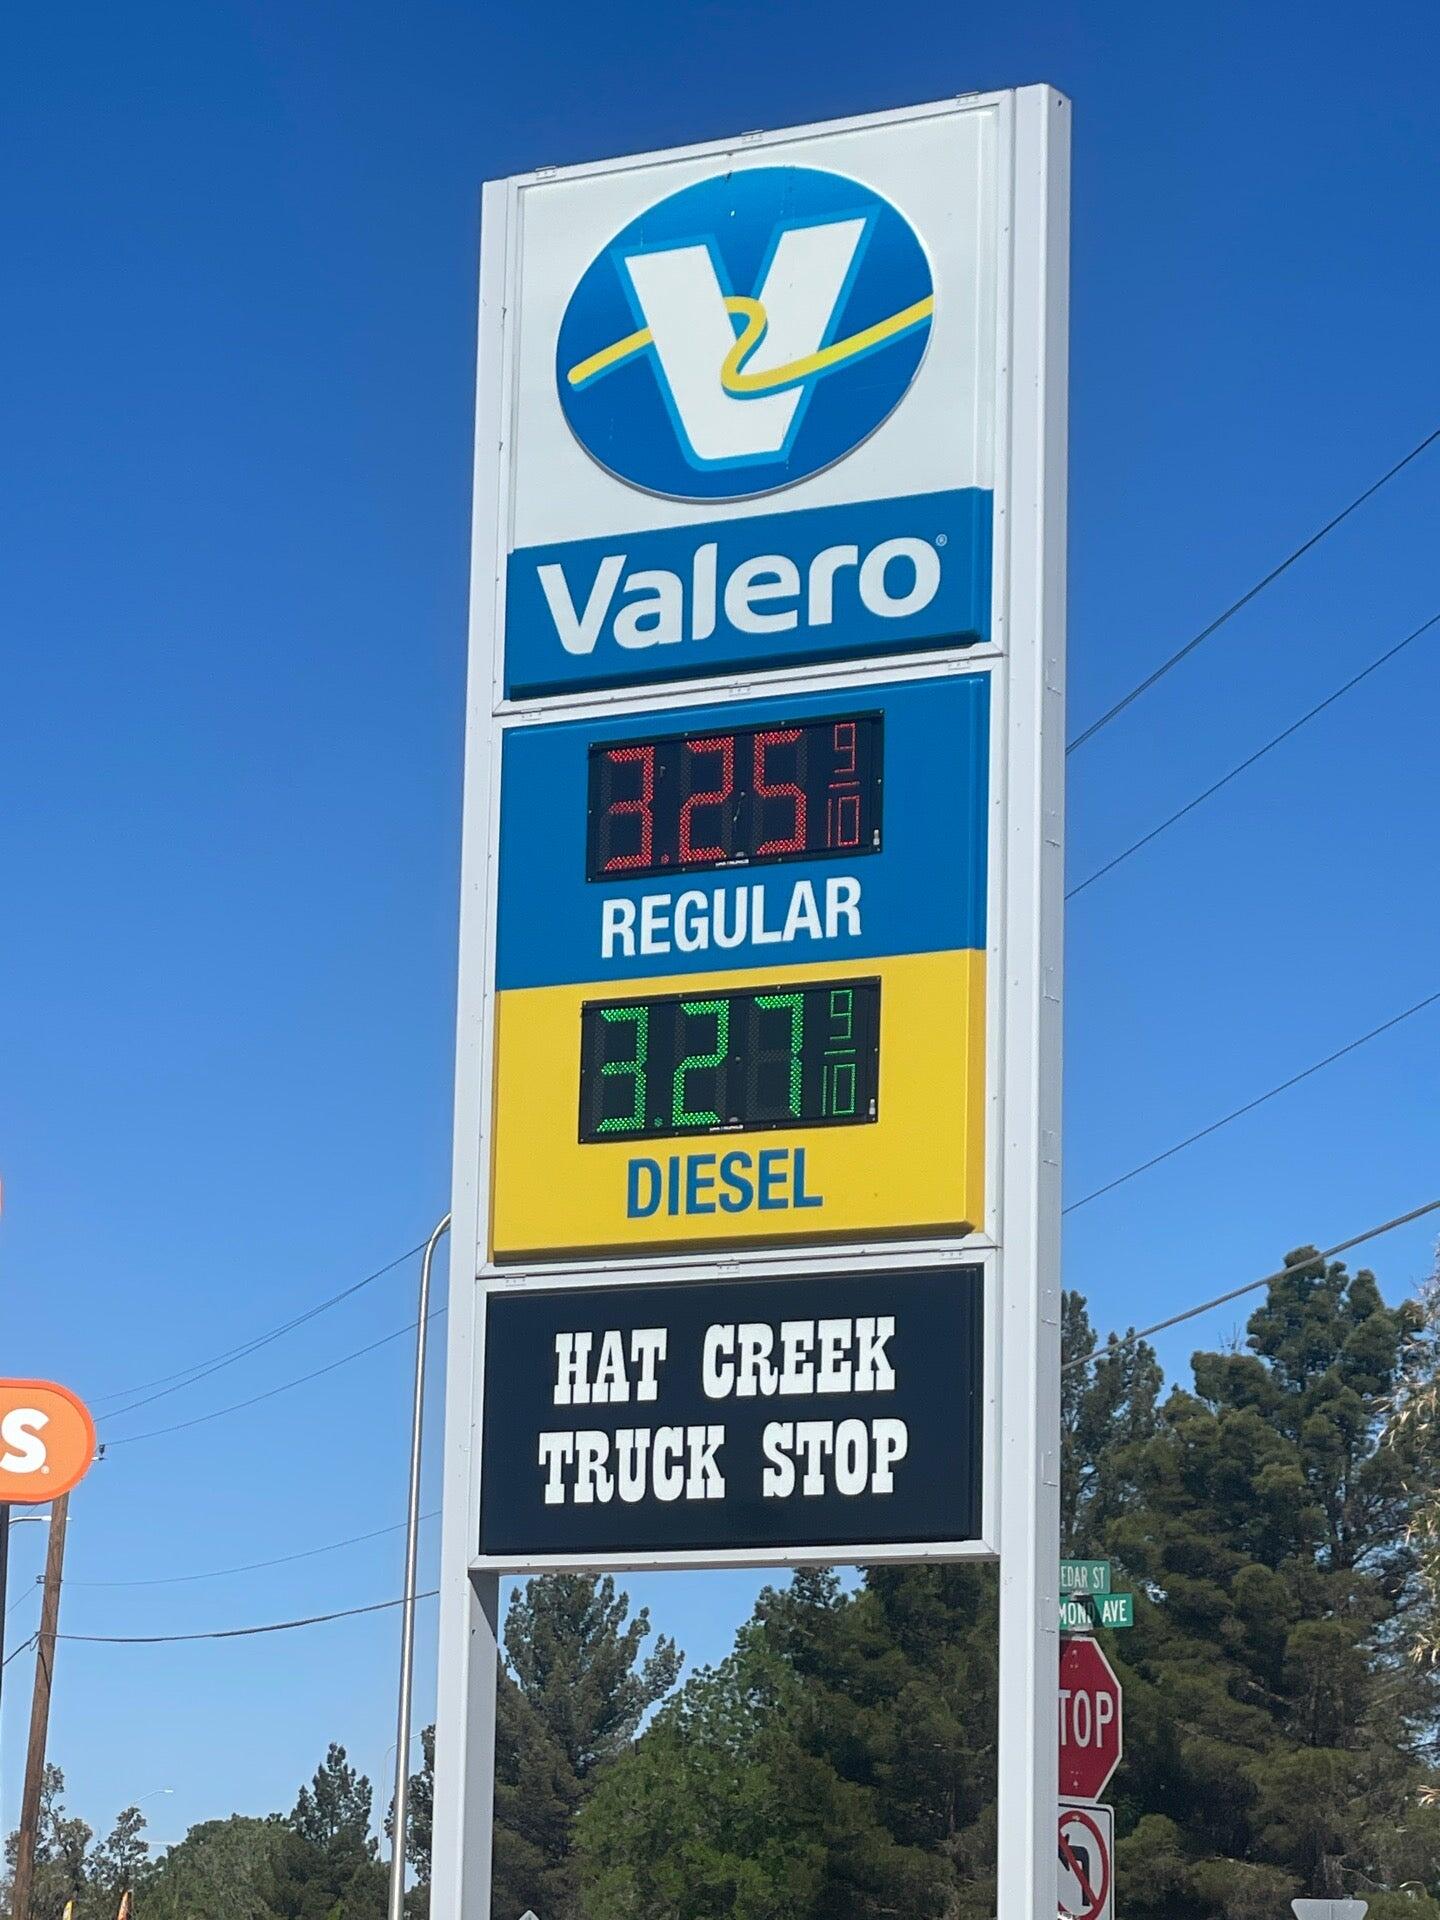 V
Valero®
3.25 9/10
REGULAR
3.27 9/10
DIESEL
HAT CREEK
TRUCK STOP
S
EDAR ST
MOND AVE
TOP